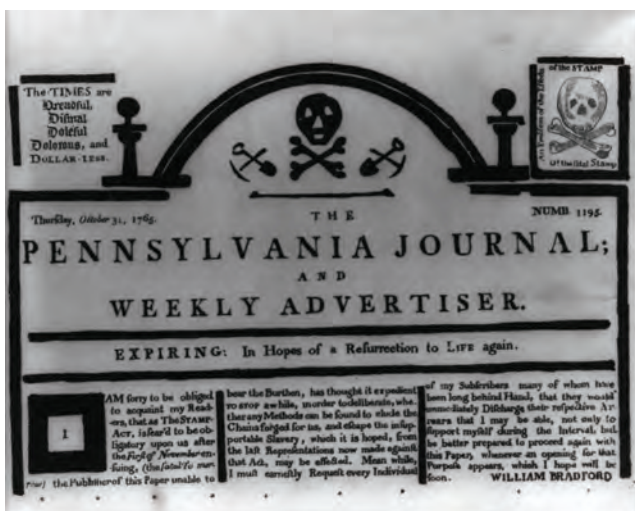 The TIMES are
Dreadful,
Diſmal
Doleful
Dolorous, and
DOLLAR-LESS.
An Emblem of the Effects
of the STAMP
O! the fatal Stamp
Thurſday, October 31, 1765.
NUMB. 1195.
THE
PENNSYLVANIA JOURNAL;
AND
WEEKLY ADVERTISER.
EXPIRING: In Hopes of a Reſurrection to LIFE again.
I
AM ſorry to be obliged
to acquaint my Read-
ers, that as The STAMP-
ACT, is fear'd to be ob-
ligatory upon us after
the Firſt of November en-
ſuing, (the fatal To mor-
row) the Publiſher of this Paper unable to
bear the Burthen, has thought it expedient
TO STOP awhile, in order to deliberate, whe-
ther any Methods can be found to elude the
Chains forged for us, and eſcape the inſup-
portable Slavery, which it is hoped, from
the laſt Repreſentations now made againſt
that Act, may be effected. Mean while,
I muſt earneſtly Requeſt every Individual
of my Subſcribers many of whom have
been long behind Hand, that they would
immediately Diſcharge their reſpective Ar-
rears that I may be able, not only to
ſupport myſelf during the Interval, but
be better prepared to proceed again with
this Paper, whenever an opening for that
Purpoſe appears, which I hope will be
ſoon. WILLIAM BRADFORD